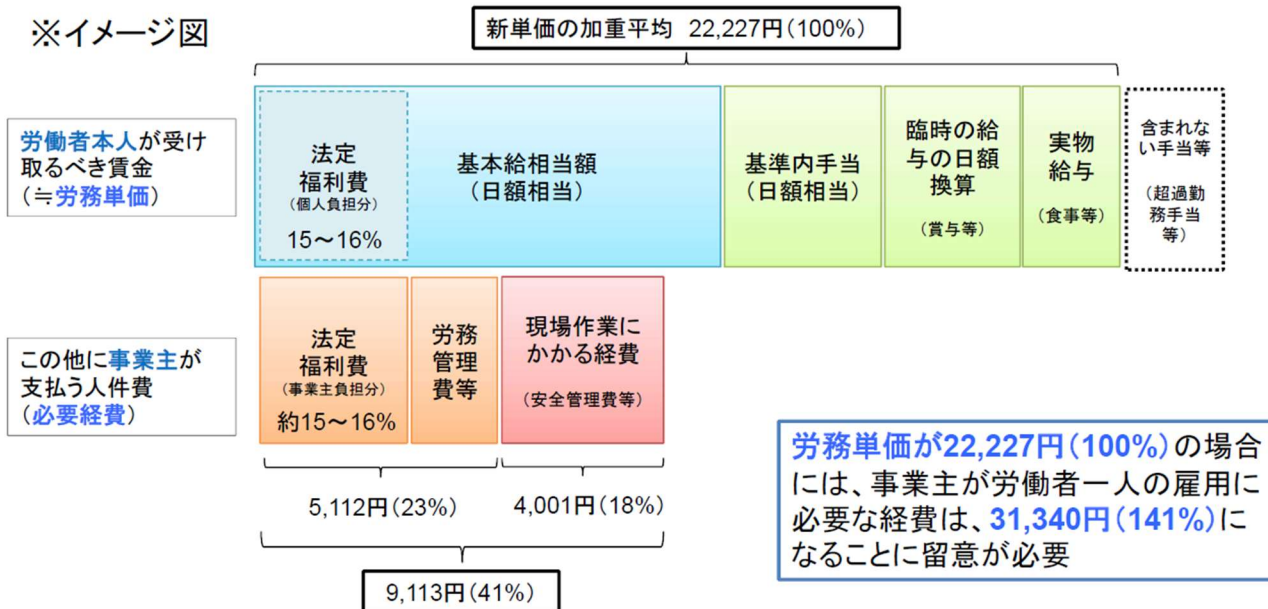 ※イメージ図
新単価の加重平均 22,227円(100%)
労働者本人が受け
取るべき賃金
(≒労務単価)
法定
福利費
(個人負担分)
15～16%
基本給相当額
(日額相当)
基準内手当
(日額相当)
臨時の給
与の日額
換算
(賞与等)
実物
給与
(食事等)
含まれな
い手当等
(超過勤
務手当
等)
この他に事業主が
支払う人件費
(必要経費)
法定
福利費
(事業主負担分)
約15～16%
労務
管理
費等
現場作業に
かかる経費
(安全管理費等)
5,112円(23%)
4,001円(18%)
9,113円(41%)
労務単価が22,227円(100%)の場合
には、事業主が労働者一人の雇用に
必要な経費は、31,340円(141%)に
なることに留意が必要